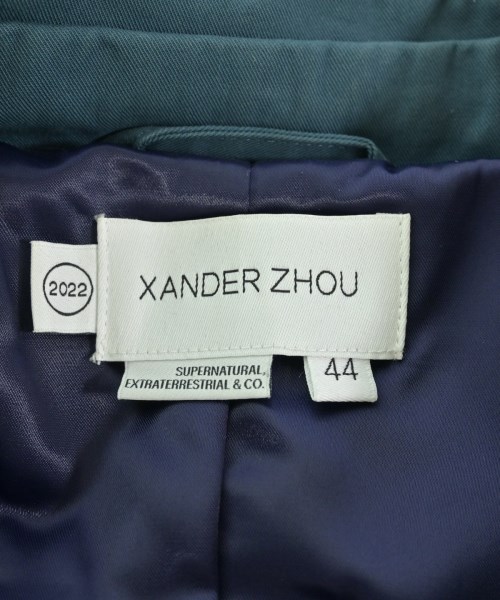 2022
XANDER ZHOU
SUPERNATURAL,
EXTRATERRESTRIAL & CO.
44